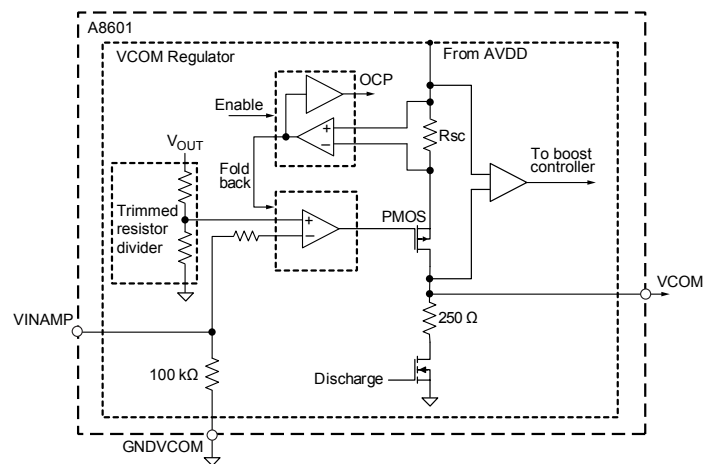 A8601
VCOM Regulator
From AVDD
OCP
Enable
+
Rsc
–
To boost
controller
VOUT
Fold
back
PMOS
Trimmed
resistor
divider
+
–
VCOM
250 Ω
VINAMP
100 kΩ
Discharge
GNDVCOM